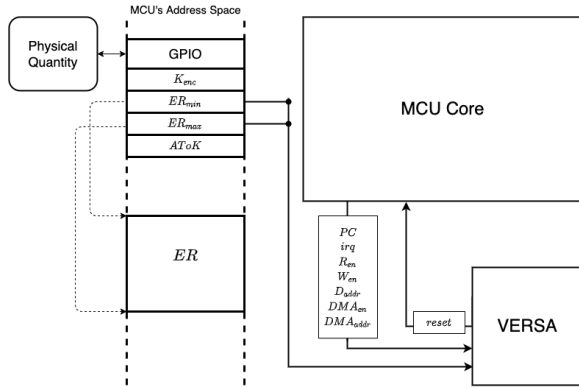 MCU's Address Space
Physical
Quantity
GPIO
K_enc
ER_min
ER_max
AToK
ER
MCU Core
PC
irq
R_en
W_en
D_addr
DMA_en
DMA_addr
reset
VERSA